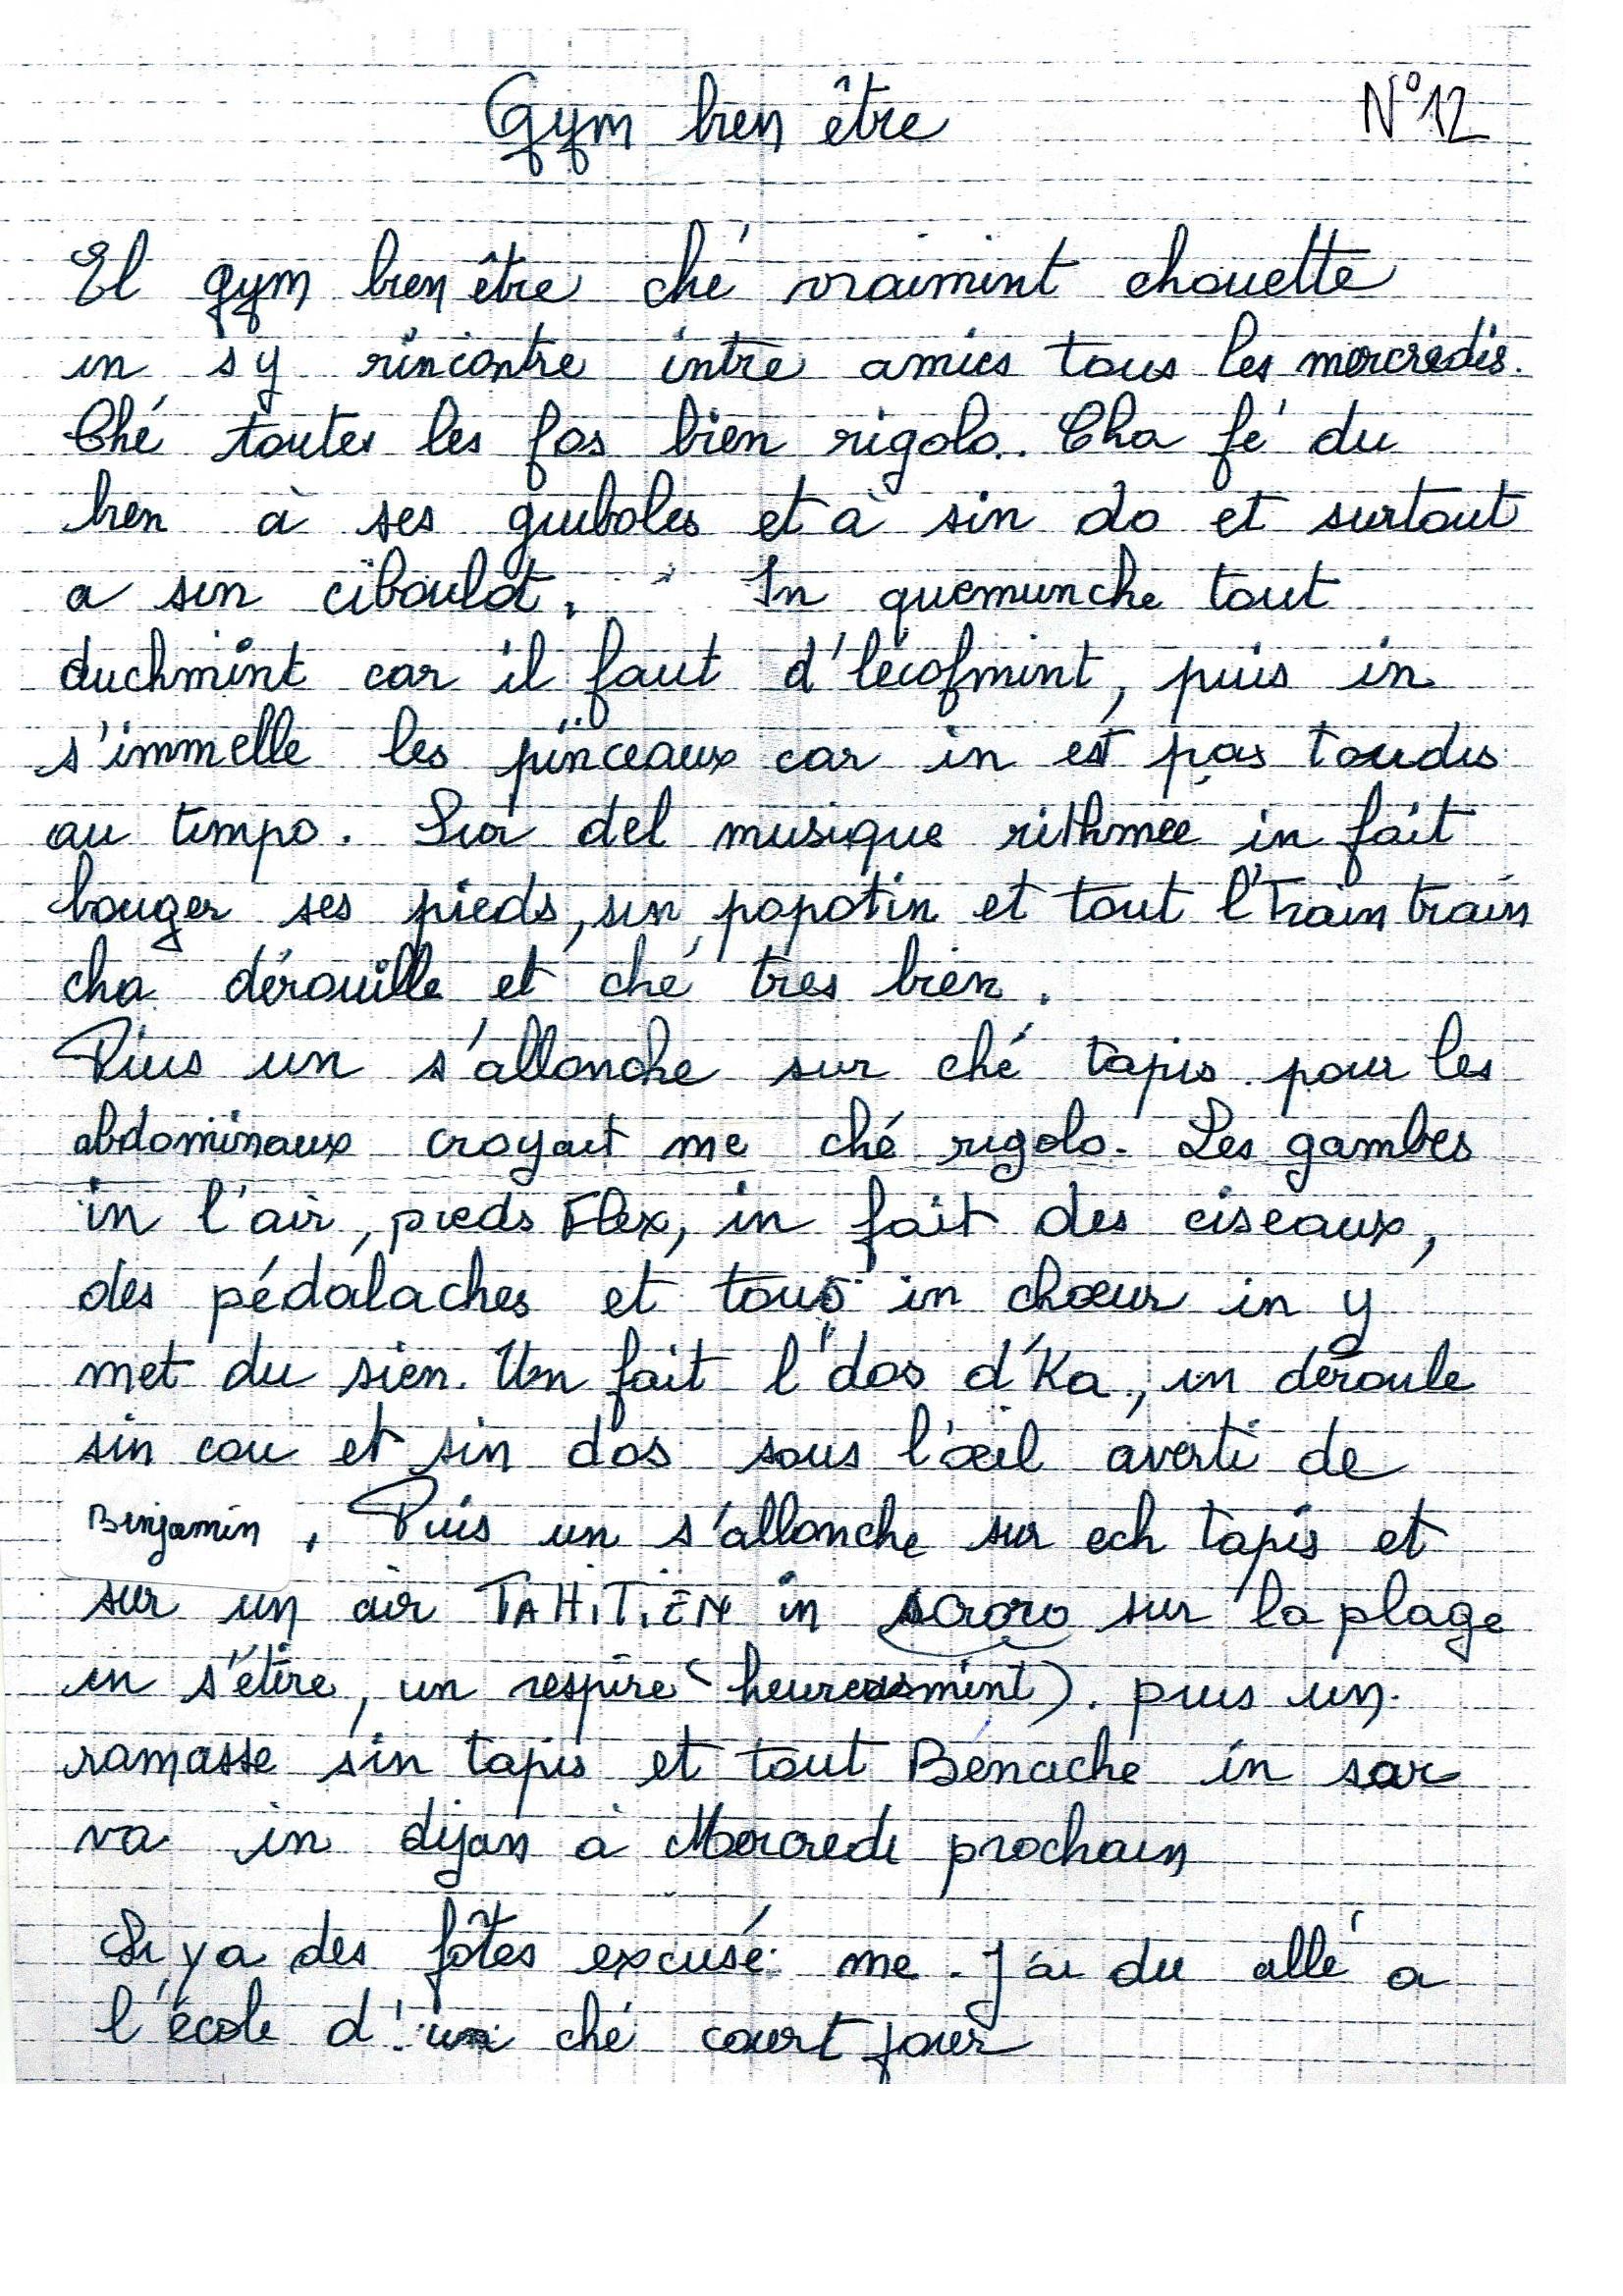 Gym bien être
N°12
El gym bien être ché vraimint chouette
in s'y rincontre intre amies tous les mercredis.
Ché toutes les fos bien rigolo.. Cha fé du
bien à ses guiboles et à sin do et surtout
a sin ciboulot. In quemunche tout
duchmint car il faut d'lécofmint, puis in
s'immelle les pinceaux car in est pas toudis
au tempo. Sur del musique rithmée in fait
bouger ses pieds, sin popotin et tout l'train train
cha dérouille et ché tres bien.
Puis un s'allonche sur ché tapis pour les
abdominaux croyait me ché rigolo. Les gambes
in l'air, pieds Flex, in fait des ciseaux,
des pédalaches et tous in chœur in y
met du sien. Un fait l'dos d'Ka, in déroule
sin cou et sin dos sous l'œil averti de
Binjamin. Puis un s'allonche sur ech tapis et
sur un air TAHITIEN in sororo sur la plage
in s'étire, un respire (heureusmint). puis un
ramasse sin tapis et tout Bénache in sar
va in dijan à Mercredi prochain
Si y a des fôtes excusé me. J'ai du allé a
l'école d'un ché court jour